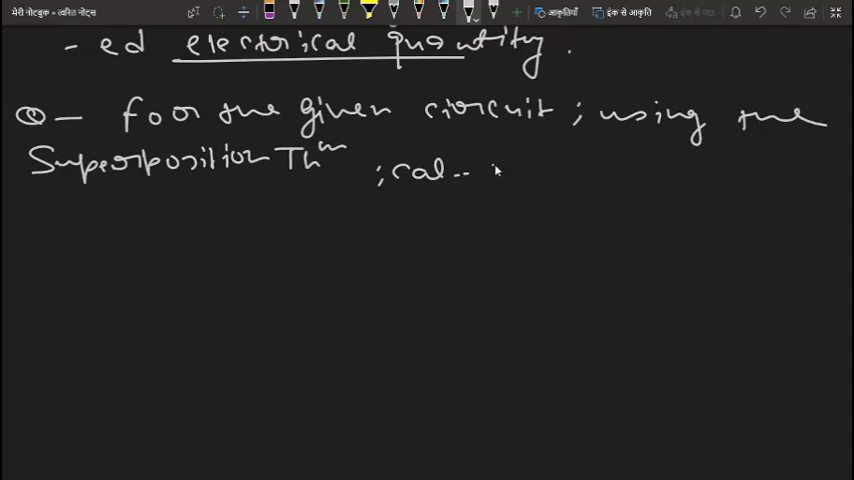 मेरी नोटबुक » त्वरित नोट्स
आकृतियाँ इंक से आकृति इंक से पाठ
- ed electrical quantity.
Q- for the given circuit ; using the
Superposition Thm ; cal..